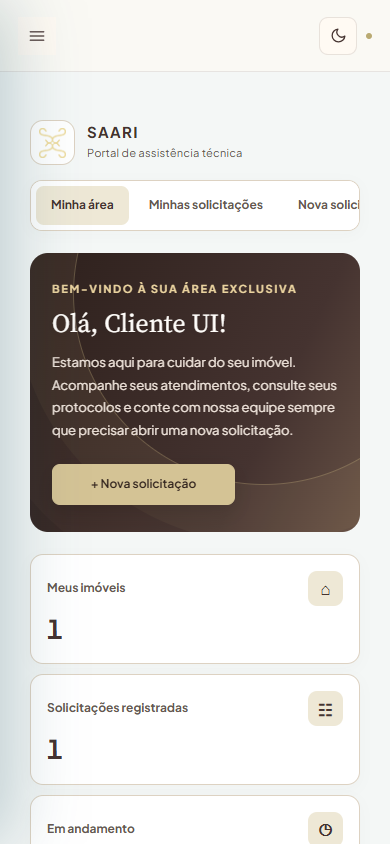 SAARI
Portal de assistência técnica
Minha área
Minhas solicitações
Nova solici
BEM-VINDO À SUA ÁREA EXCLUSIVA
Olá, Cliente UI!
Estamos aqui para cuidar do seu imóvel.
Acompanhe seus atendimentos, consulte seus
protocolos e conte com nossa equipe sempre
que precisar abrir uma nova solicitação.
+ Nova solicitação
Meus imóveis
1
Solicitações registradas
1
Em andamento